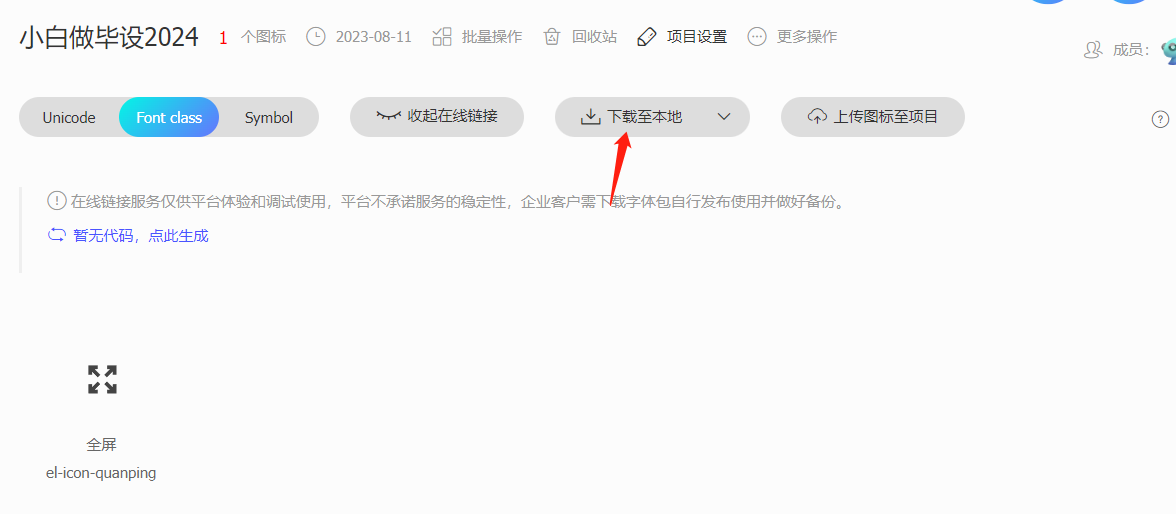 小白做毕设2024 1 个图标 2023-08-11 批量操作 回收站 项目设置 更多操作
成员：
Unicode Font class Symbol 收起在线链接 下载至本地 上传图标至项目
在线链接服务仅供平台体验和调试使用，平台不承诺服务的稳定性，企业客户需下载字体包自行发布使用并做好备份。
暂无代码，点此生成
全屏
el-icon-quanping